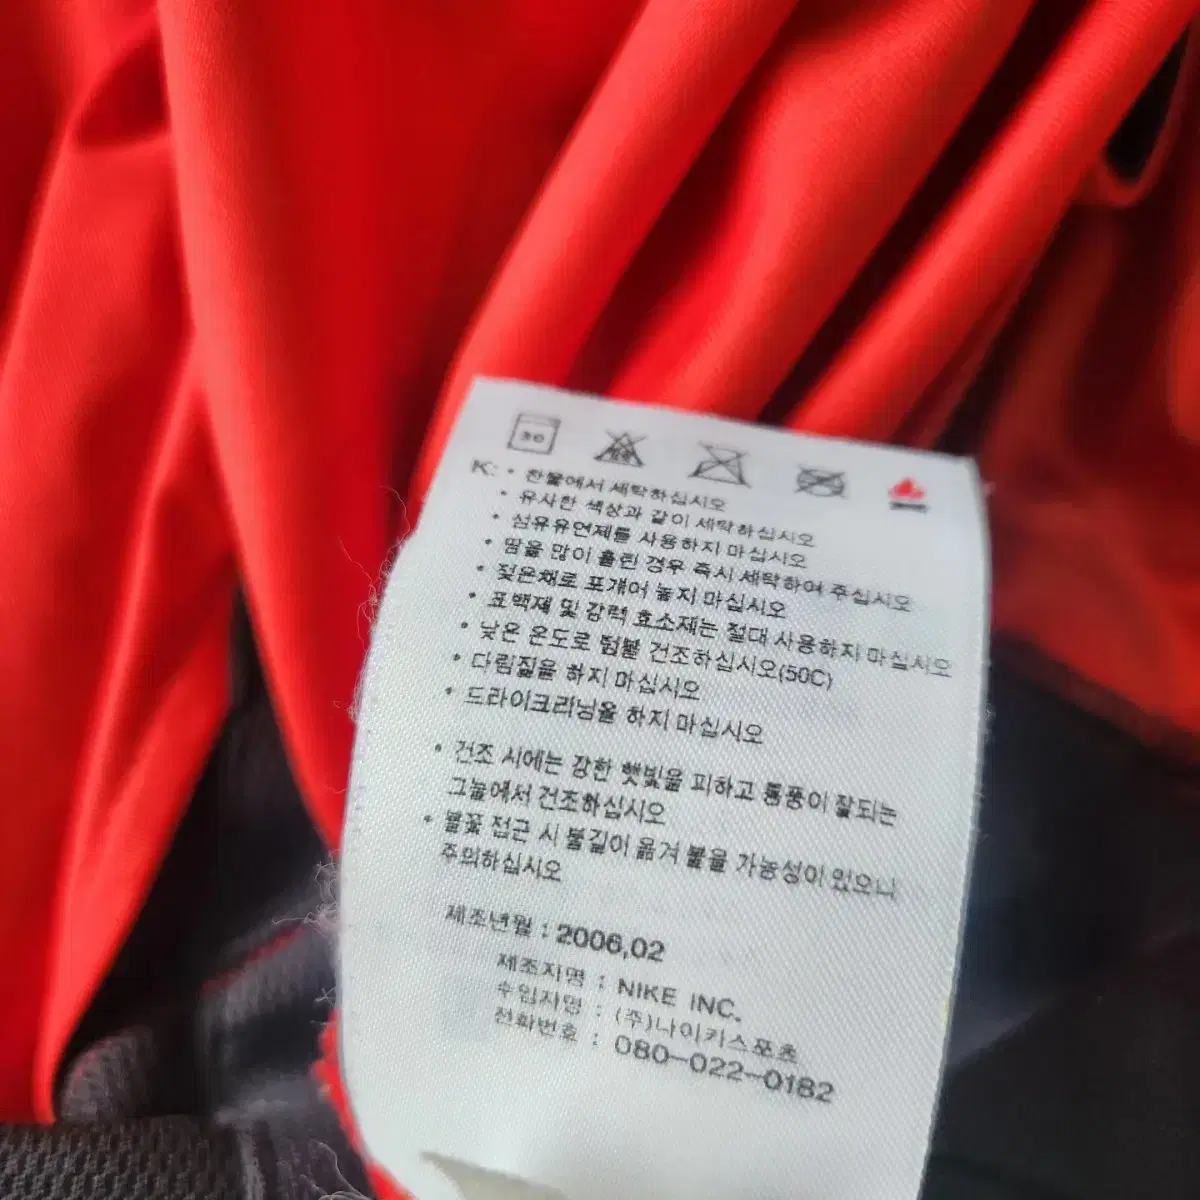 30
K: • 찬물에서 세탁하십시오
• 유사한 색상과 같이 세탁하십시오
• 섬유유연제를 사용하지 마십시오
• 땀을 많이 흘린 경우 즉시 세탁하여 주십시오
• 젖은채로 포개어 놓지 마십시오
• 표백제 및 강력 효소제는 절대 사용하지 마십시오
• 낮은 온도로 텀블 건조하십시오(50C)
• 다림질을 하지 마십시오
• 드라이크리닝을 하지 마십시오
• 건조 시에는 강한 햇빛을 피하고 통풍이 잘되는
그늘에서 건조하십시오
• 불꽃 접근 시 불길이 옮겨 붙을 가능성이 있으니
주의하십시오
제조년월 : 2006,02
제조자명 : NIKE INC.
수입자명 : (주)나이키스포츠
전화번호 : 080-022-0182